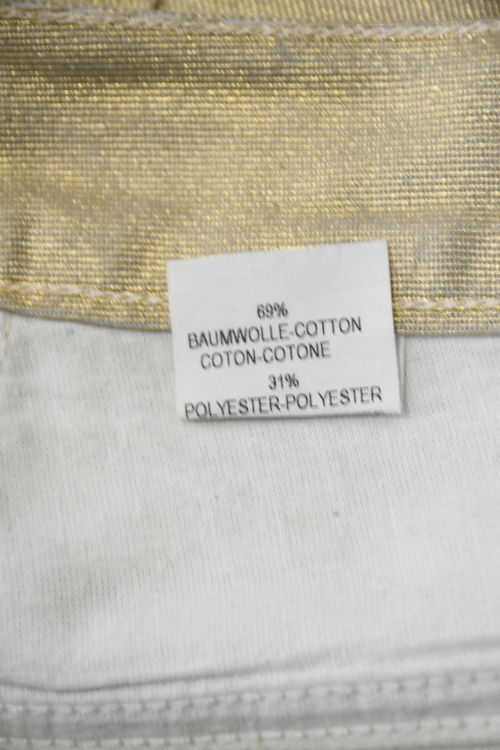 69%
BAUMWOLLE-COTTON
COTON-COTONE
31%
POLYESTER-POLYESTER